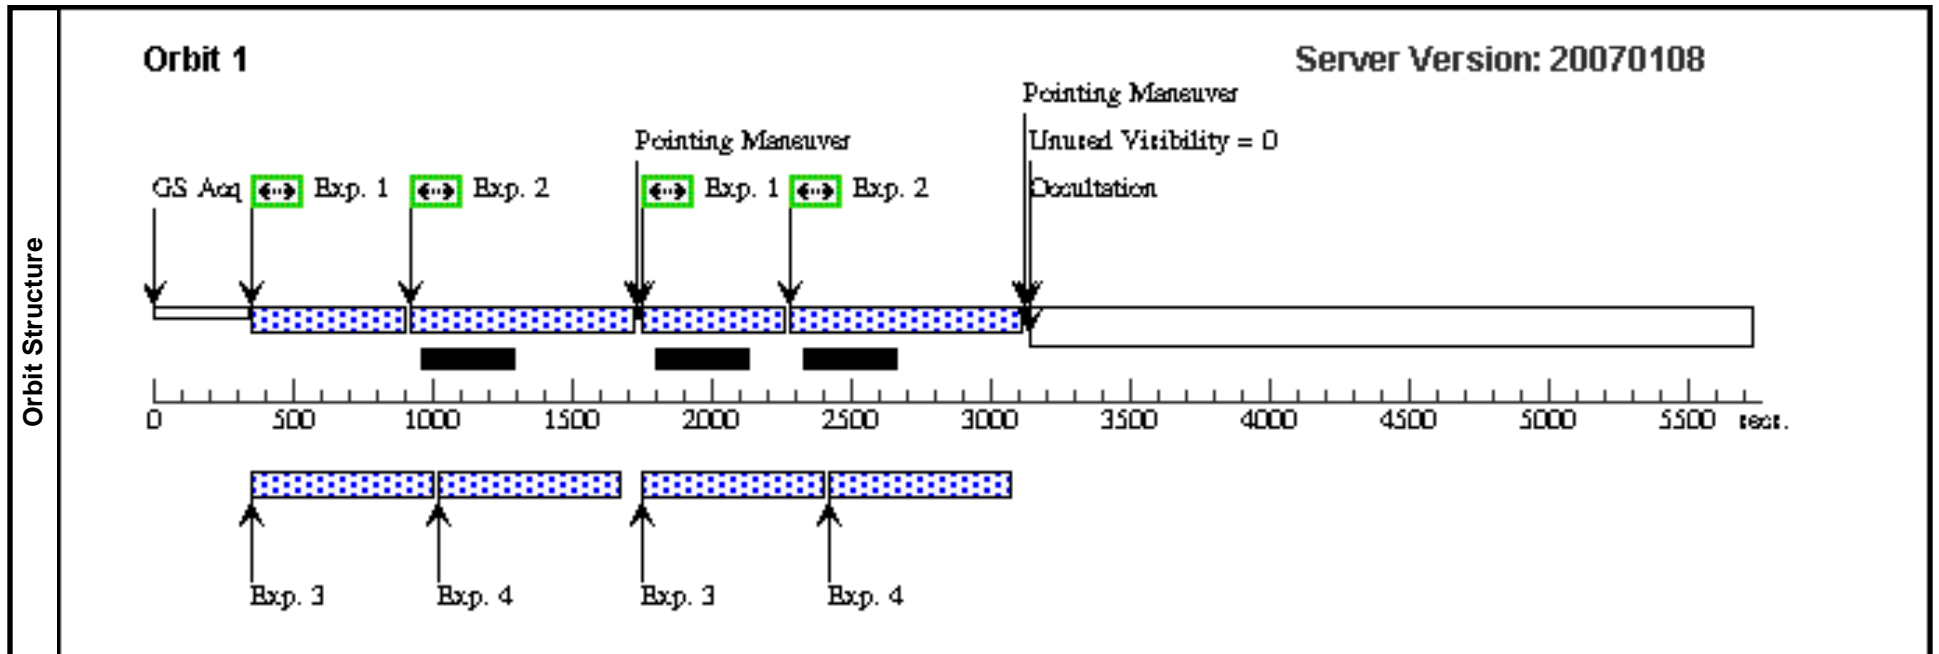 Orbit Structure
Orbit 1
Server Version: 20070108
Pointing Maneuver
Pointing Maneuver
Unused Visibility = 0
GS Acq
Exp. 1
Exp. 2
Exp. 1
Exp. 2
Occultation
0 500 1000 1500 2000 2500 3000 3500 4000 4500 5000 5500 secs.
Exp. 3
Exp. 4
Exp. 3
Exp. 4